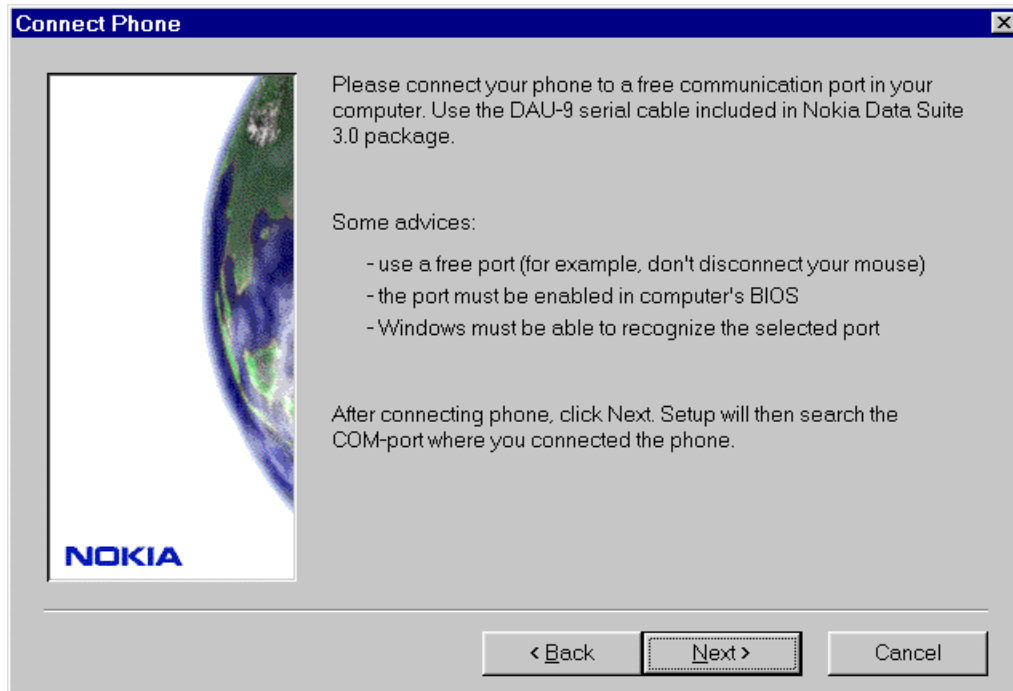 Connect Phone
Please connect your phone to a free communication port in your
computer. Use the DAU-9 serial cable included in Nokia Data Suite
3.0 package.
Some advices:
- use a free port (for example, don't disconnect your mouse)
- the port must be enabled in computer's BIOS
- Windows must be able to recognize the selected port
After connecting phone, click Next. Setup will then search the
COM-port where you connected the phone.
NOKIA
< Back
Next >
Cancel